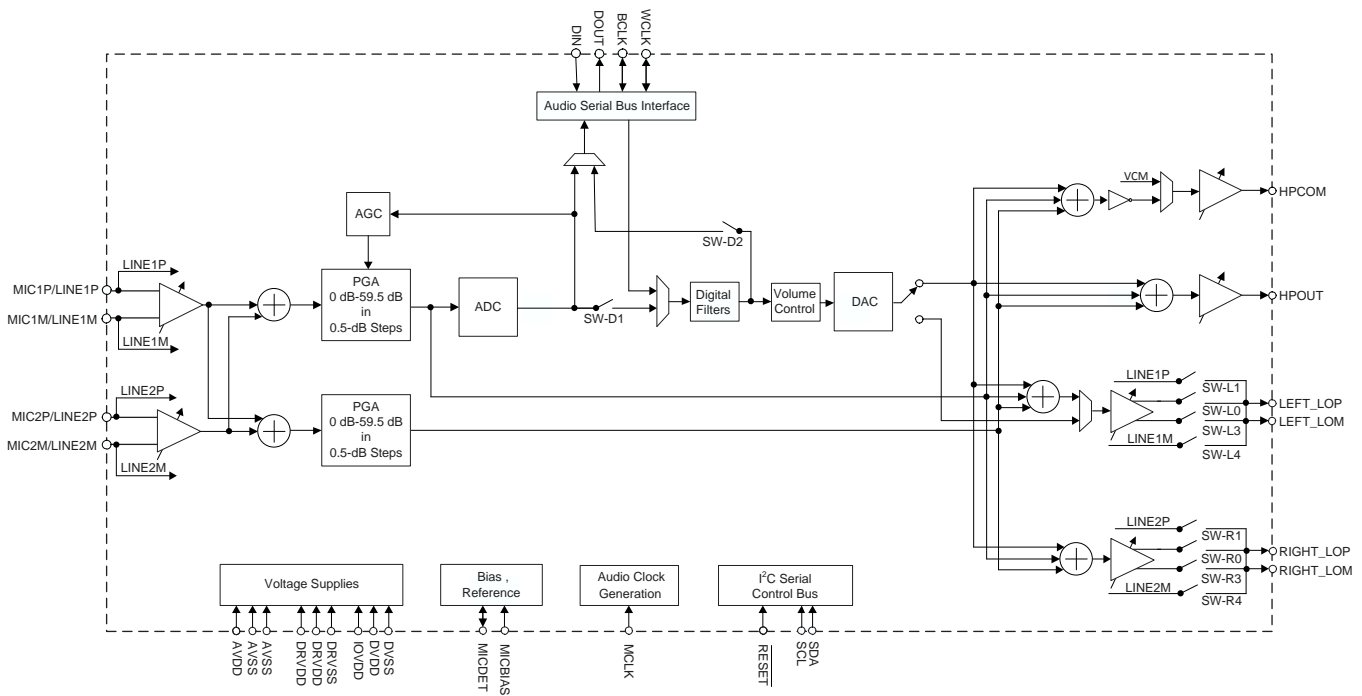 DIN
DOUT
BCLK
WCLK
Audio Serial Bus Interface
AGC
SW-D2
VCM
HPCOM
LINE1P
MIC1P/LINE1P
MIC1M/LINE1M
LINE1M
PGA
0 dB-59.5 dB
in
0.5-dB Steps
ADC
SW-D1
Digital
Filters
Volume
Control
DAC
HPOUT
LINE2P
MIC2P/LINE2P
MIC2M/LINE2M
LINE2M
PGA
0 dB-59.5 dB
in
0.5-dB Steps
LINE1P
SW-L1
SW-L0
SW-L3
LINE1M
SW-L4
LEFT_LOP
LEFT_LOM
LINE2P
SW-R1
SW-R0
SW-R3
LINE2M
SW-R4
RIGHT_LOP
RIGHT_LOM
Voltage Supplies
Bias ,
Reference
Audio Clock
Generation
I²C Serial
Control Bus
AVDD
AVSS
AVSS
DRVDD
DRVDD
DRVSS
IOVDD
DVDD
DVSS
MICDET
MICBIAS
MCLK
RESET
SCL
SDA